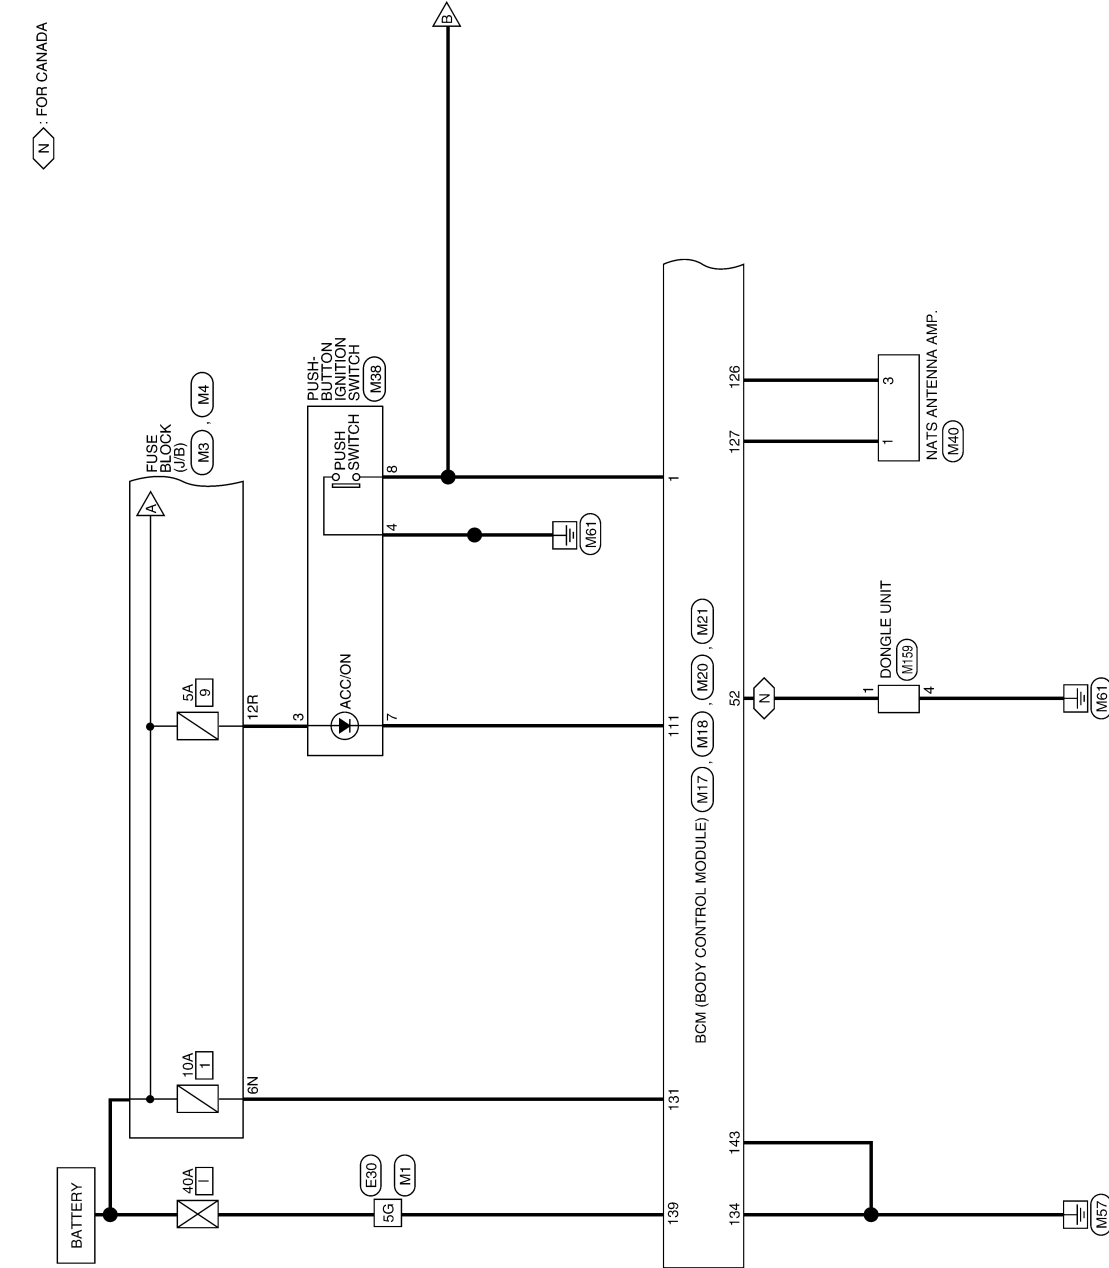 N : FOR CANADA
B
FUSE
BLOCK
(J/B)
M3 , M4
A
5A
9
12R
10A
1
6N
BATTERY
40A
I
5G
E30
M1
PUSH-
BUTTON
IGNITION
SWITCH
M38
PUSH
SWITCH
ACC/ON
3
7
8
4
M61
139
131
111
1
BCM (BODY CONTROL MODULE) M17 , M18 , M20 , M21
134
143
52
127
126
N
1
DONGLE UNIT
M159
4
M61
1
3
NATS ANTENNA AMP.
M40
M57